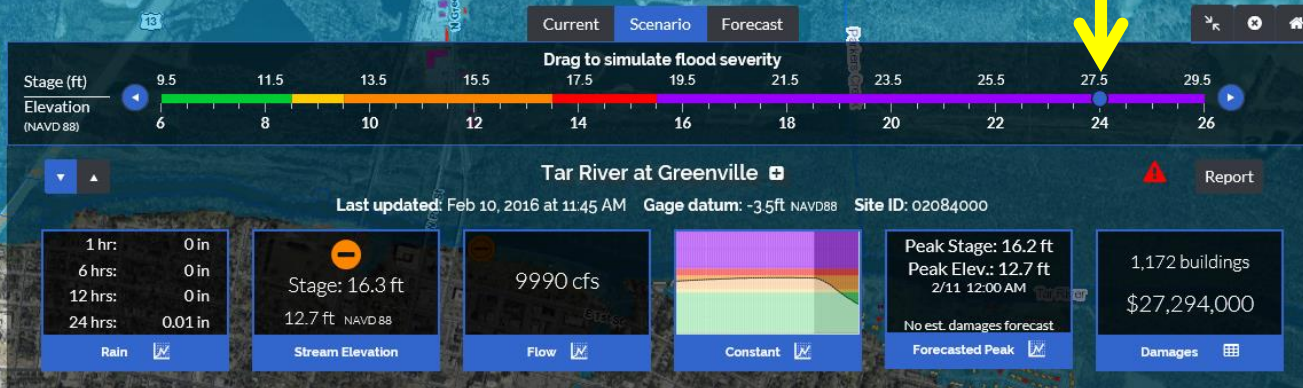 13
N Gre
Current Scenario Forecast
Drag to simulate flood severity
Stage (ft) 9.5 11.5 13.5 15.5 17.5 19.5 21.5 23.5 25.5 27.5 29.5
Elevation
(NAVD 88) 6 8 10 12 14 16 18 20 22 24 26
Tar River at Greenville
Report
Last updated: Feb 10, 2016 at 11:45 AM Gage datum: -3.5ft NAVD88 Site ID: 02084000
1 hr: 0 in
6 hrs: 0 in
12 hrs: 0 in
24 hrs: 0.01 in
Rain
Stage: 16.3 ft
12.7 ft NAVD 88
Stream Elevation
9990 cfs
Flow
Constant
Peak Stage: 16.2 ft
Peak Elev.: 12.7 ft
2/11 12:00 AM
No est. damages forecast
Forecasted Peak
1,172 buildings
$27,294,000
Damages
Tar River